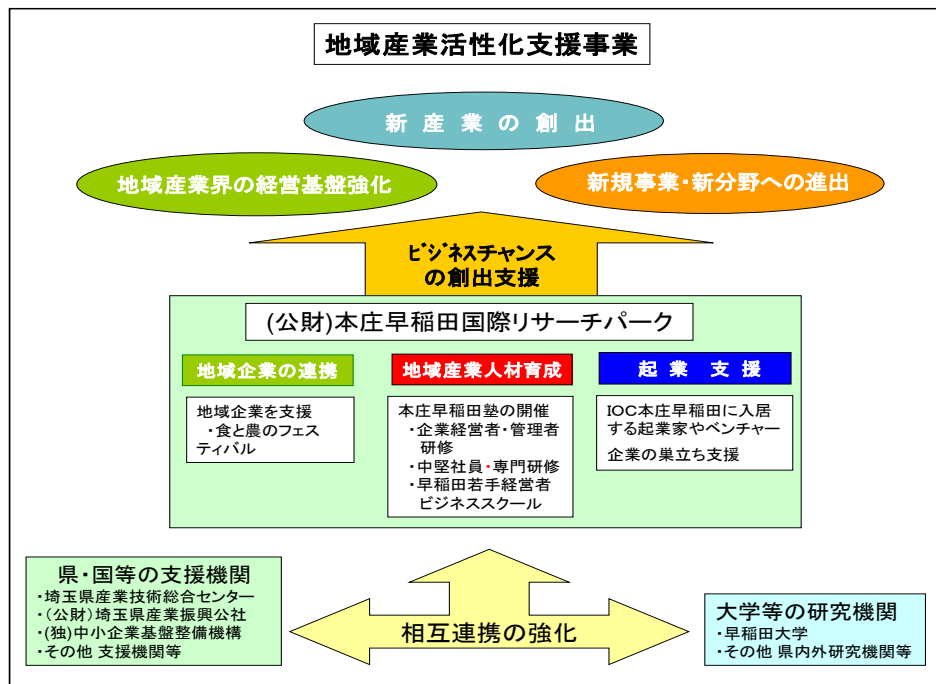 地域産業活性化支援事業
新産業の創出
地域産業界の経営基盤強化
新規事業・新分野への進出
ﾋﾞｼﾞﾈｽチャンス
の創出支援
(公財)本庄早稲田国際リサーチパーク
地域企業の連携
地域企業を支援
・食と農のフェス
ティバル
地域産業人材育成
本庄早稲田塾の開催
・企業経営者・管理者
研修
・中堅社員・専門研修
・早稲田若手経営者
ビジネススクール
起業支援
IOC本庄早稲田に入居
する起業家やベンチャー
企業の巣立ち支援
県・国等の支援機関
・埼玉県産業技術総合センター
・(公財)埼玉県産業振興公社
・(独)中小企業基盤整備機構
・その他 支援機関等
相互連携の強化
大学等の研究機関
・早稲田大学
・その他 県内外研究機関等